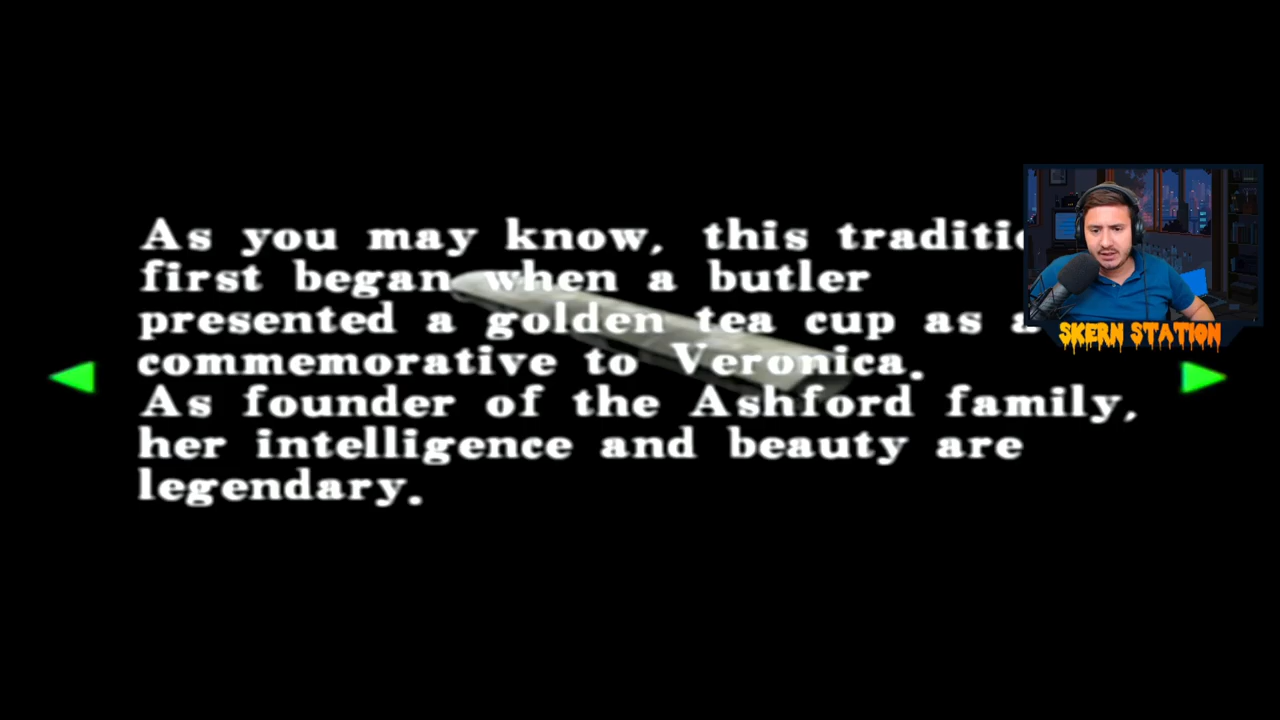 As you may know, this traditio
first began when a butler
presented a golden tea cup as a
commemorative to Veronica.
As founder of the Ashford family,
her intelligence and beauty are
legendary.
SKERN STATION